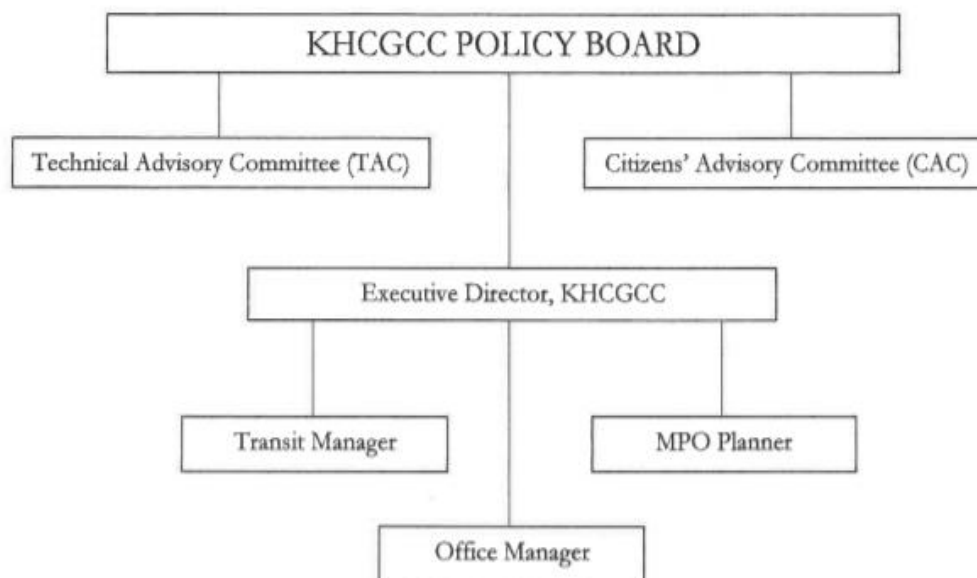 KHCGCC POLICY BOARD
Technical Advisory Committee (TAC)
Citizens' Advisory Committee (CAC)
Executive Director, KHCGCC
Transit Manager
MPO Planner
Office Manager